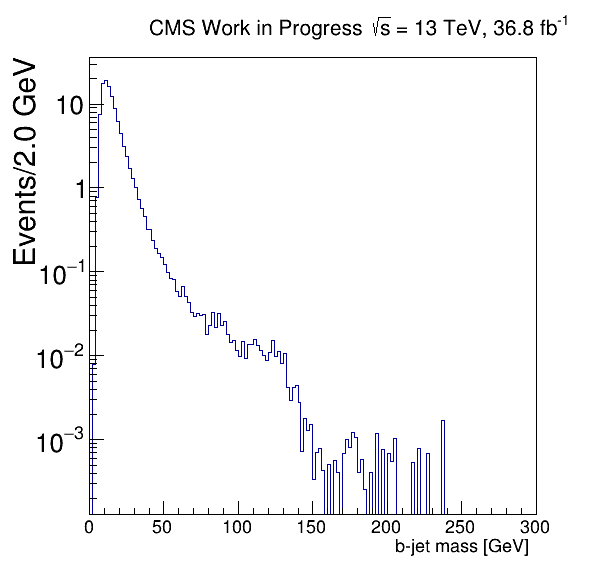 CMS Work in Progress √s = 13 TeV, 36.8 fb⁻¹
Events/2.0 GeV
10
1
10⁻¹
10⁻²
10⁻³
0 50 100 150 200 250 300
b-jet mass [GeV]